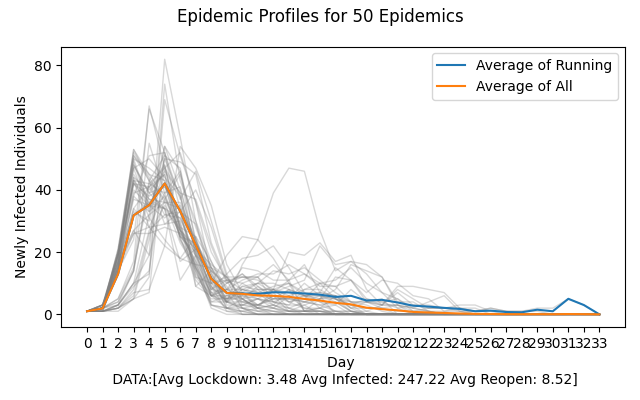 Epidemic Profiles for 50 Epidemics
Average of Running
Average of All
80
60
40
20
0
Newly Infected Individuals
0 1 2 3 4 5 6 7 8 9 10 11 12 13 14 15 16 17 18 19 20 21 22 23 24 25 26 27 28 29 30 31 32 33
Day
DATA:[Avg Lockdown: 3.48 Avg Infected: 247.22 Avg Reopen: 8.52]